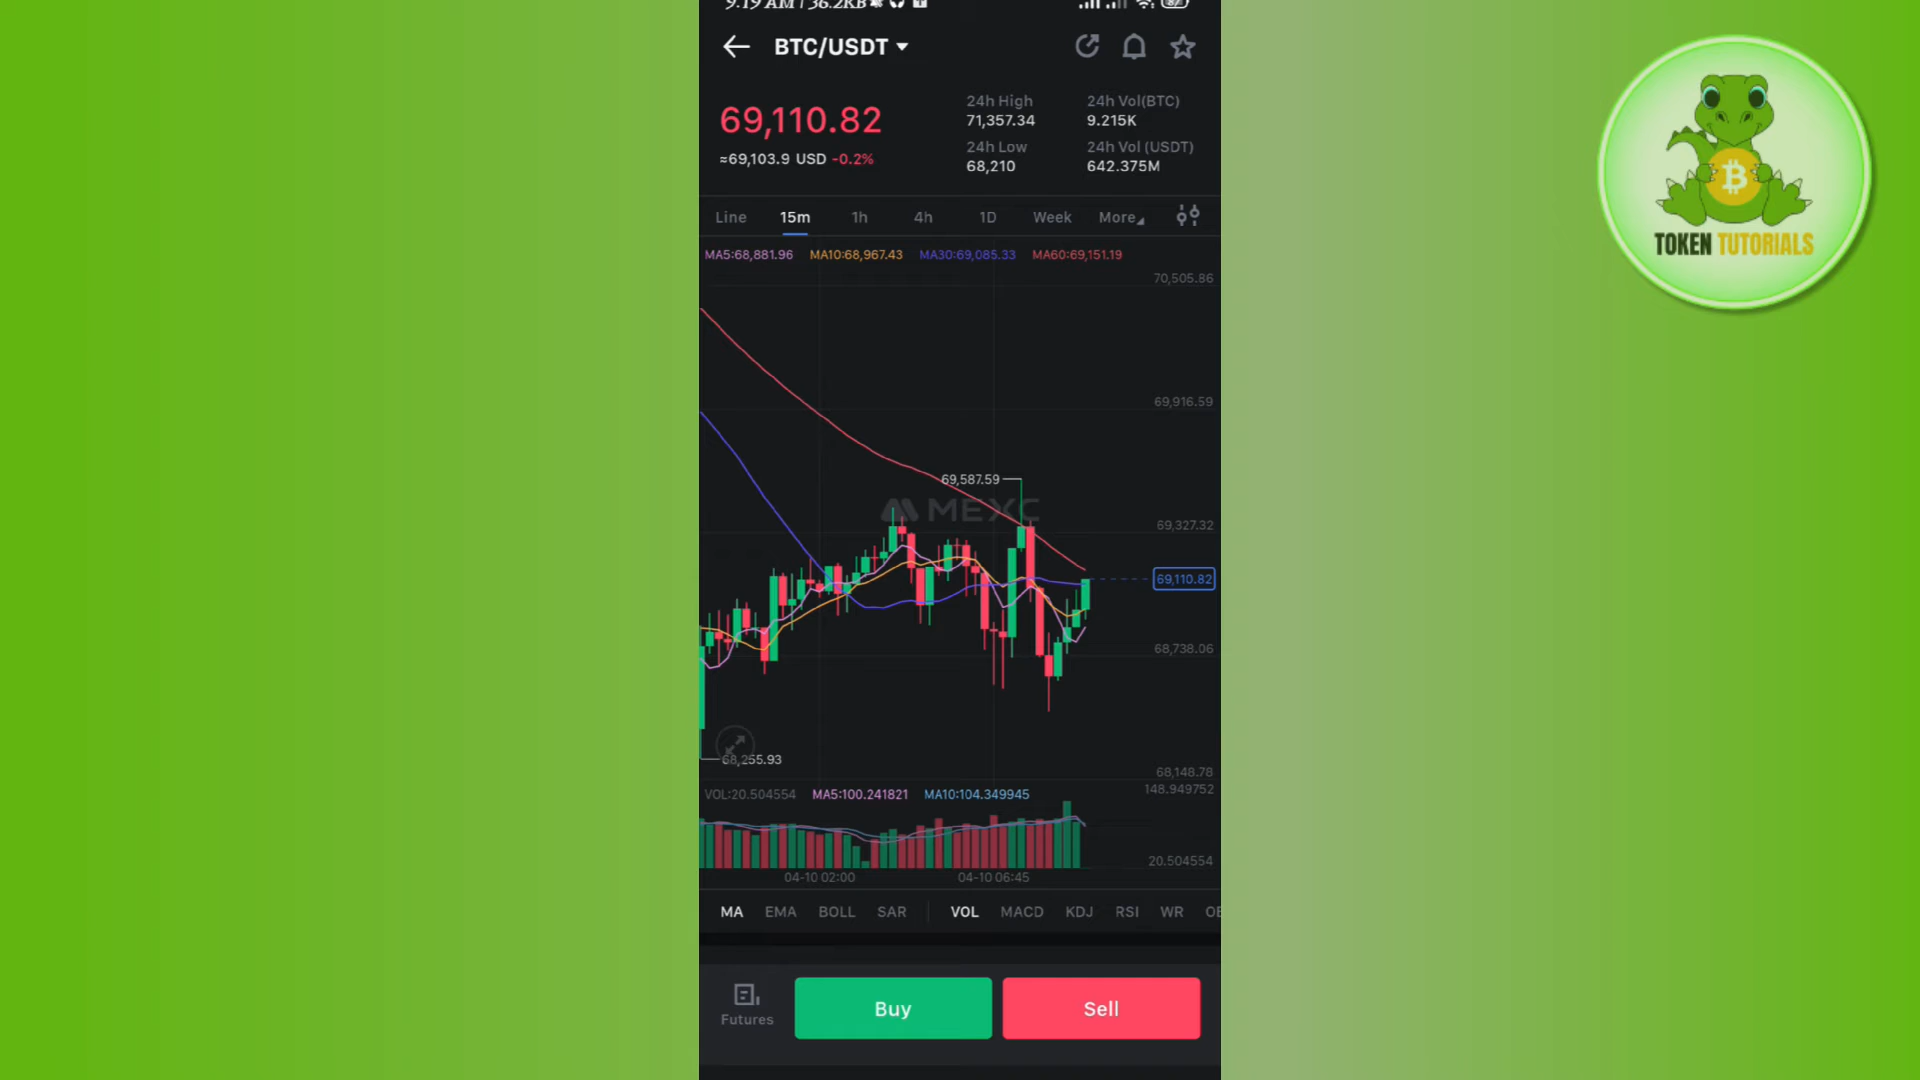 9:19 AM | 36.2KB
BTC/USDT
69,110.82
≈69,103.9 USD -0.2%
24h High
71,357.34
24h Low
68,210
24h Vol(BTC)
9.215K
24h Vol (USDT)
642.375M
Line 15m 1h 4h 1D Week More
MA5:68,881.96 MA10:68,967.43 MA30:69,085.33 MA60:69,151.19
70,505.86
69,916.59
69,587.59
MEXC
69,327.32
69,110.82
68,738.06
68,255.93
68,148.78
VOL:20.504554 MA5:100.241821 MA10:104.349945 148.949752
20.504554
04-10 02:00 04-10 06:45
MA EMA BOLL SAR VOL MACD KDJ RSI WR
Futures
Buy
Sell
TOKEN TUTORIALS